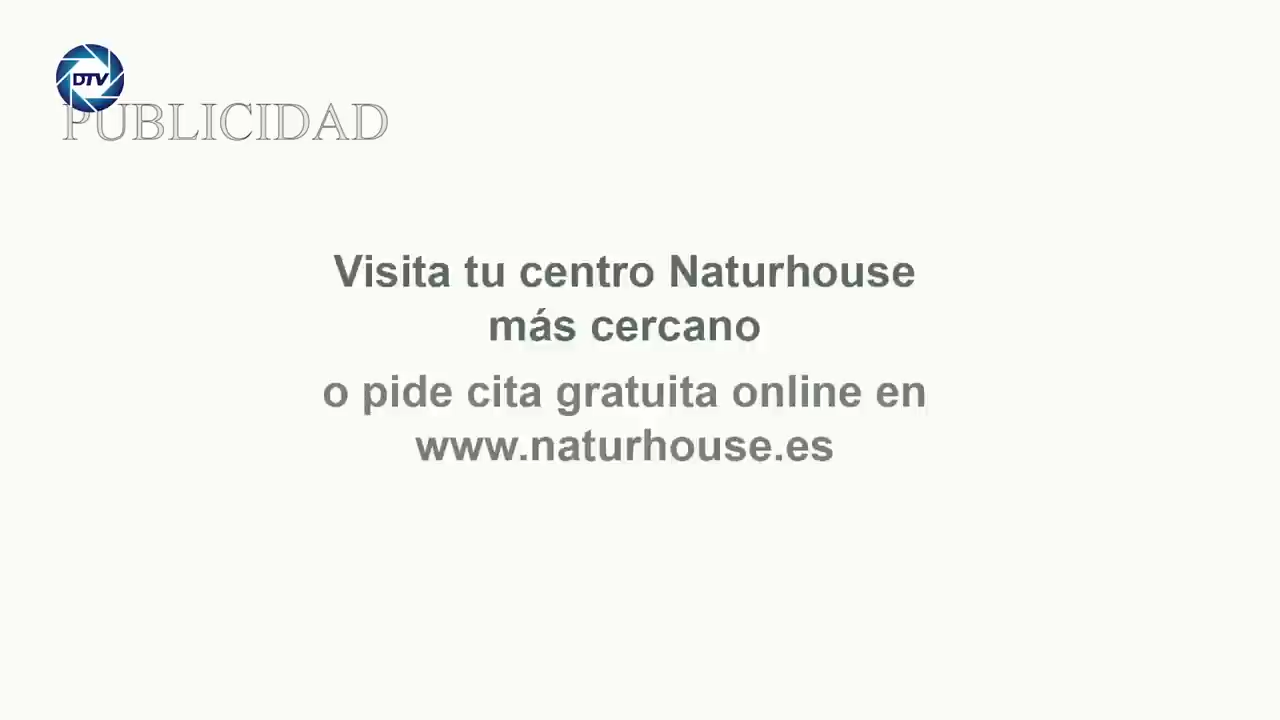 DTV
PUBLICIDAD
Visita tu centro Naturhouse
más cercano
o pide cita gratuita online en
www.naturhouse.es